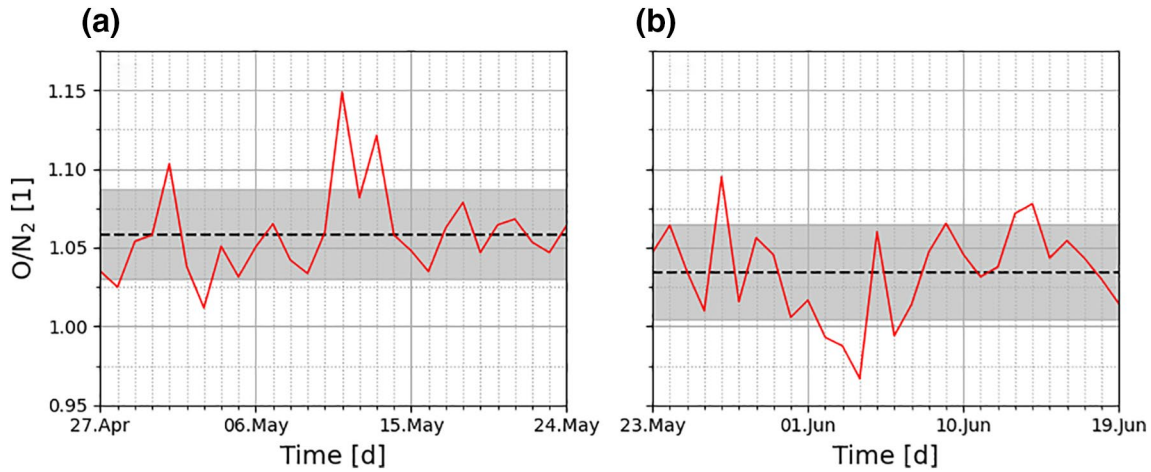 (a)
(b)
O/N₂ [1]
1.15
1.10
1.05
1.00
0.95
27.Apr 06.May 15.May 24.May
23.May 01.Jun 10.Jun 19.Jun
Time [d]
Time [d]